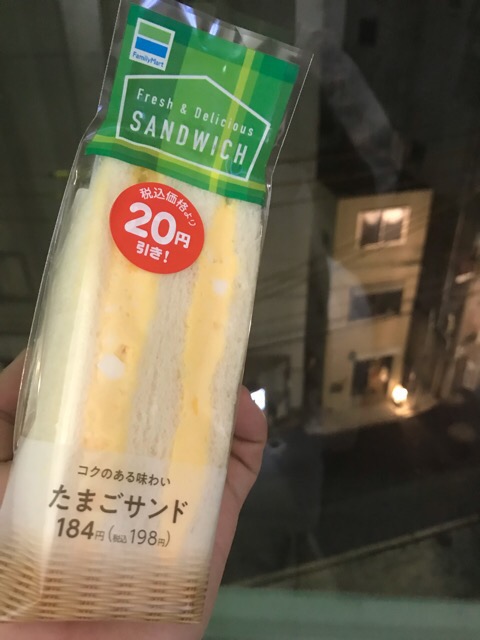 FamilyMart
Fresh & Delicious
SANDWICH
税込価格より
20円
引き!
コクのある味わい
たまごサンド
184円(税込198円)